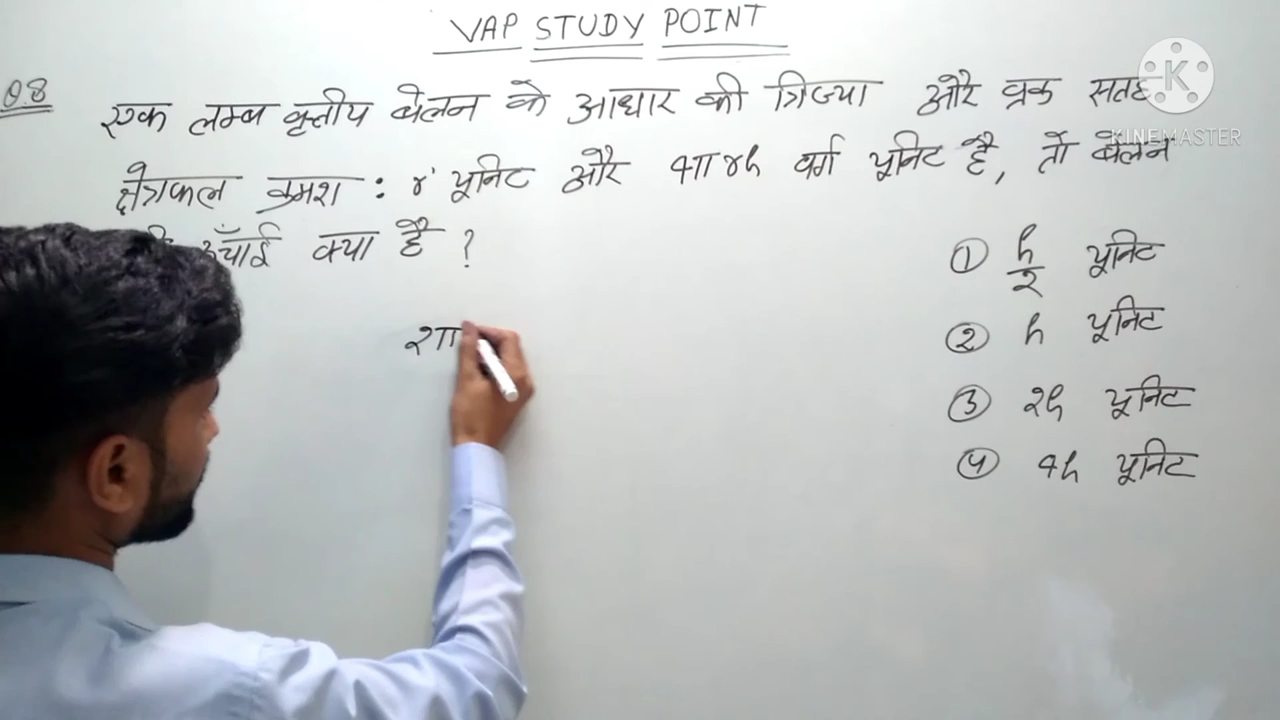 VAP STUDY POINT
Q.8 एक लम्ब वृत्तीय बेलन के आधार की त्रिज्या और वक्र सतह
क्षेत्रफल क्रमश : r यूनिट और 4πrh वर्ग यूनिट है, तो बेलन
ऊँचाई क्या है ?
① h/2 यूनिट
② h यूनिट
③ 2h यूनिट
④ 4h यूनिट
2π
KINEMASTER